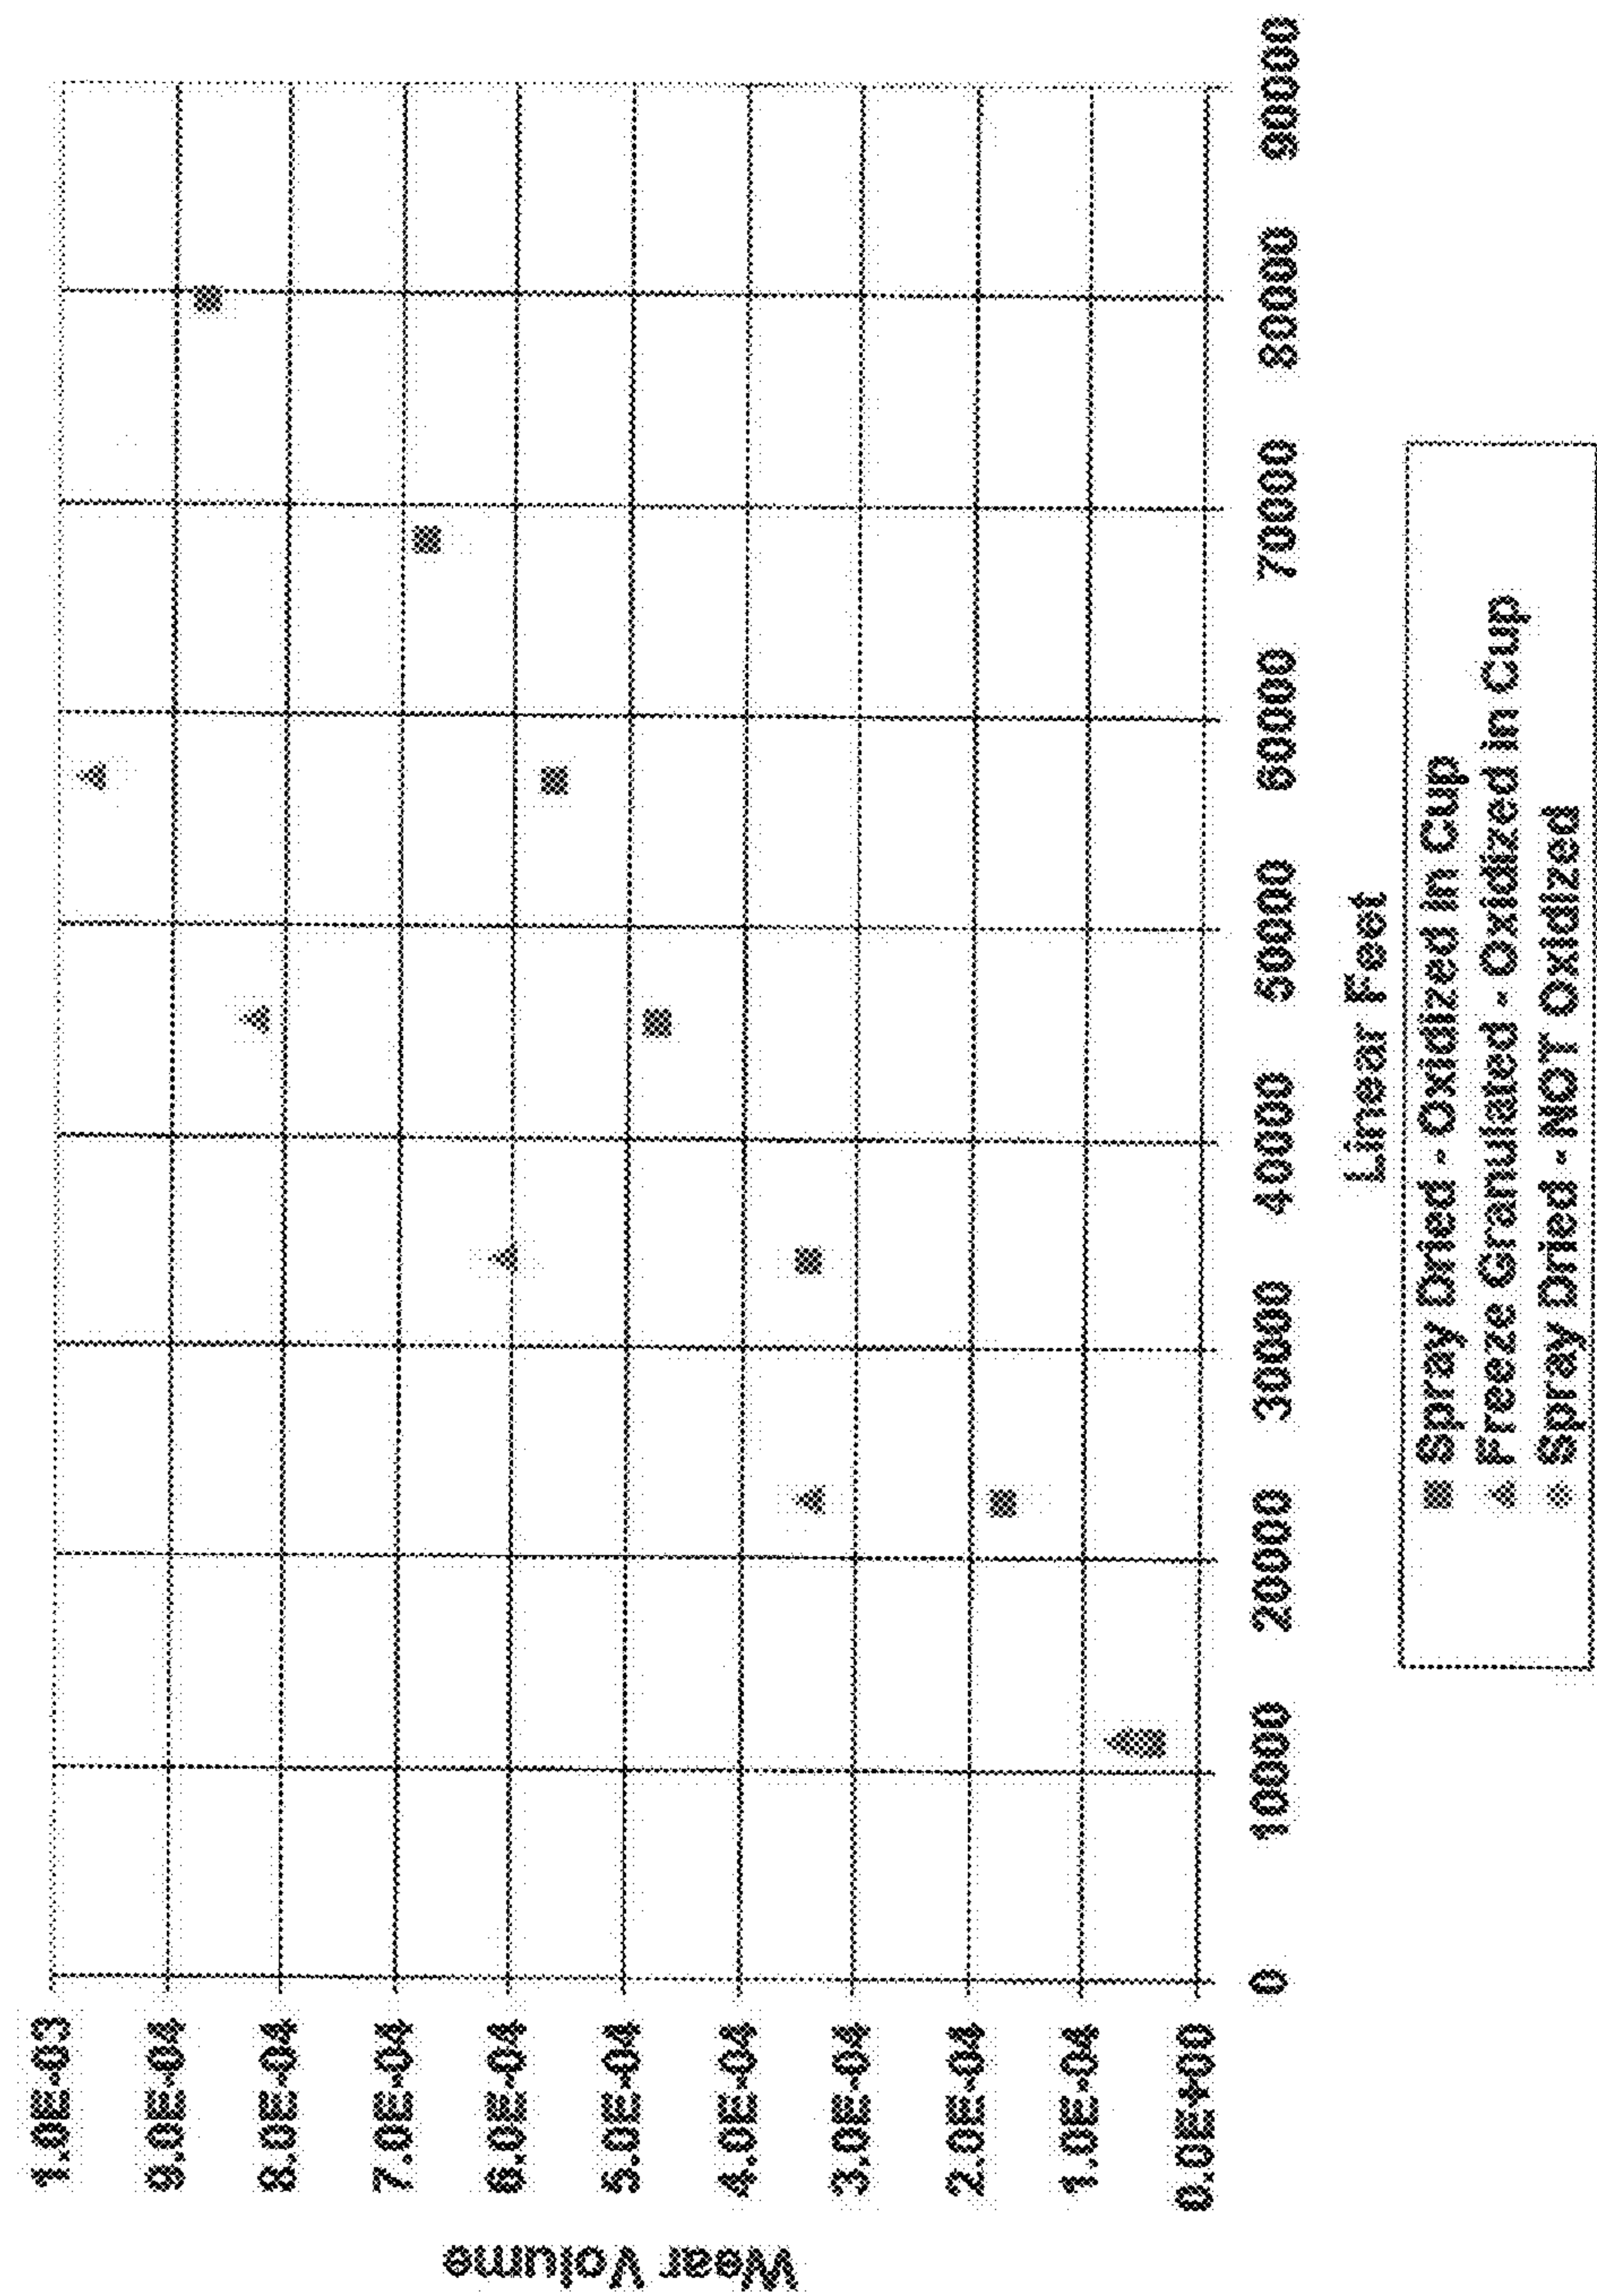 Wear Volume
1.0E-03
9.0E-04
8.0E-04
7.0E-04
6.0E-04
5.0E-04
4.0E-04
3.0E-04
2.0E-04
1.0E-04
0.0E+00
0 10000 20000 30000 40000 50000 60000 70000 80000 90000
Linear Feet
Spray Dried - Oxidized in Cup
Freeze Granulated - Oxidized in Cup
Spray Dried - NOT Oxidized